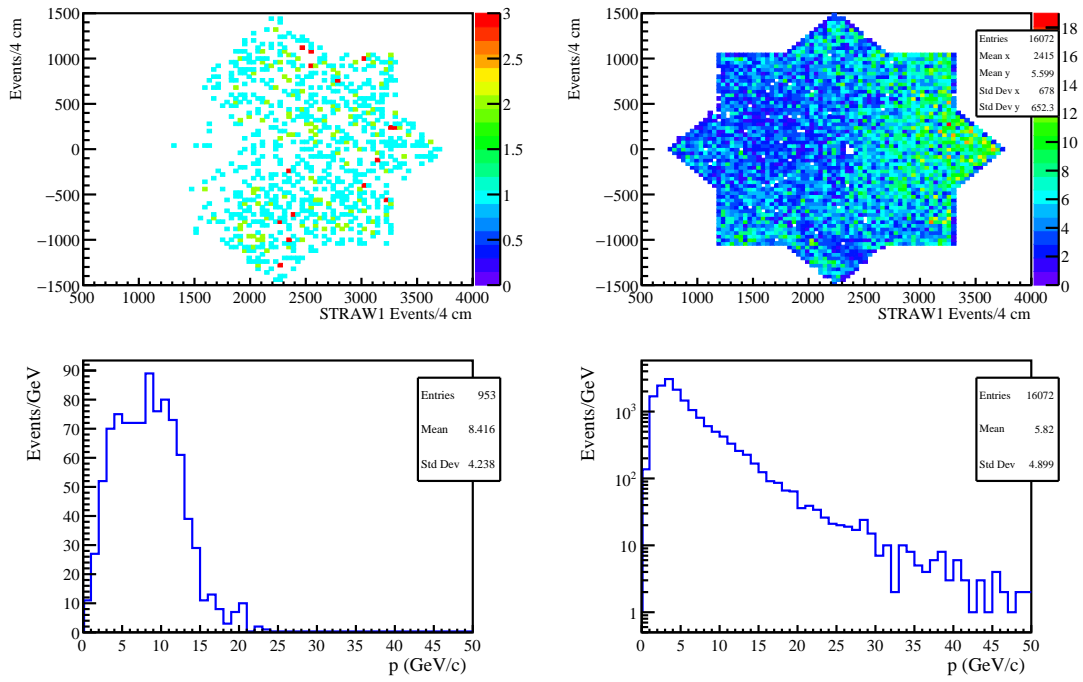 Events/4 cm
1500
1000
500
0
−500
−1000
−1500
500 1000 1500 2000 2500 3000 3500 4000
STRAW1 Events/4 cm
3
2.5
2
1.5
1
0.5
0
Events/4 cm
1500
1000
500
0
−500
−1000
−1500
500 1000 1500 2000 2500 3000 3500 4000
STRAW1 Events/4 cm
Entries 16072
Mean x 2415
Mean y 5.599
Std Dev x 678
Std Dev y 652.3
18
16
14
12
10
8
6
4
2
0
Events/GeV
90
80
70
60
50
40
30
20
10
0
0 5 10 15 20 25 30 35 40 45 50
p (GeV/c)
Entries 953
Mean 8.416
Std Dev 4.238
Events/GeV
10³
10²
10
1
0 5 10 15 20 25 30 35 40 45 50
p (GeV/c)
Entries 16072
Mean 5.82
Std Dev 4.899